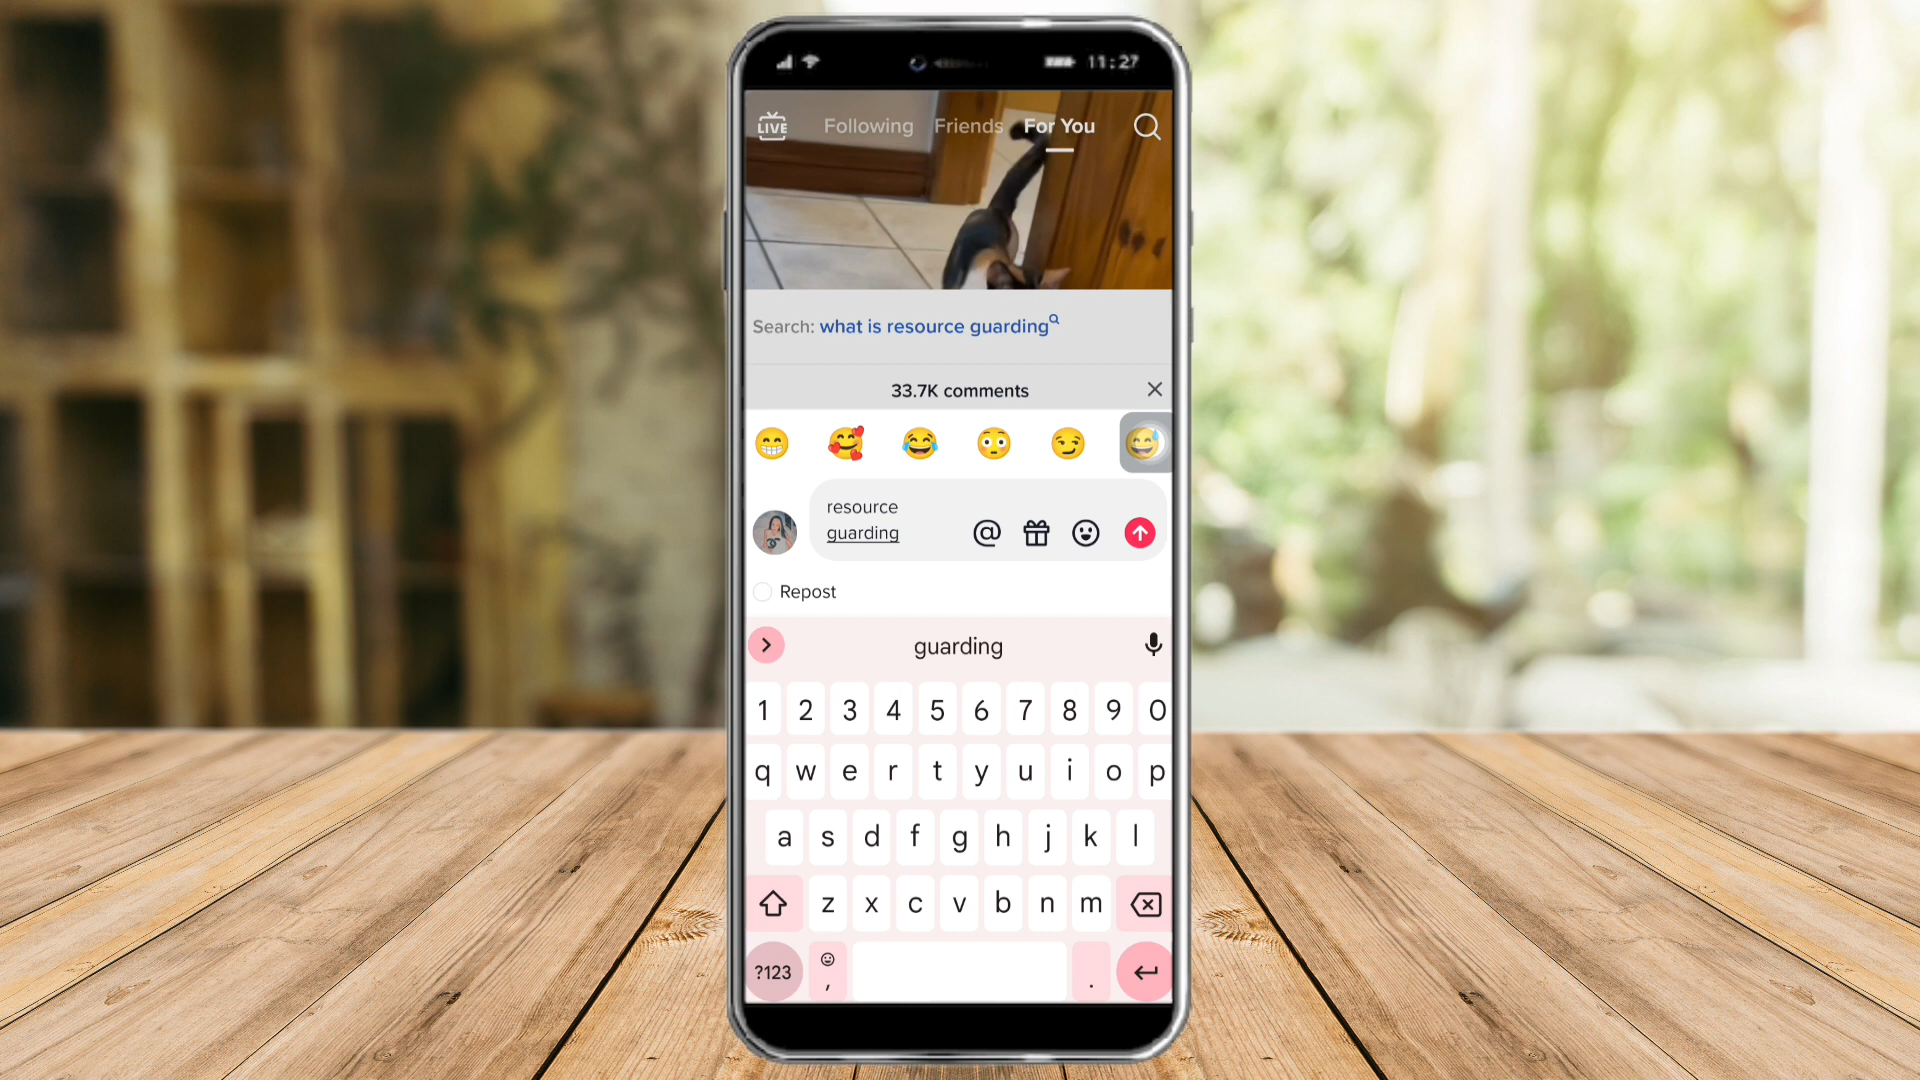 11:27
LIVE Following Friends For You
Search: what is resource guarding
33.7K comments
resource
guarding
@
Repost
guarding
1 2 3 4 5 6 7 8 9 0
q w e r t y u i o p
a s d f g h j k l
z x c v b n m
?123 , .